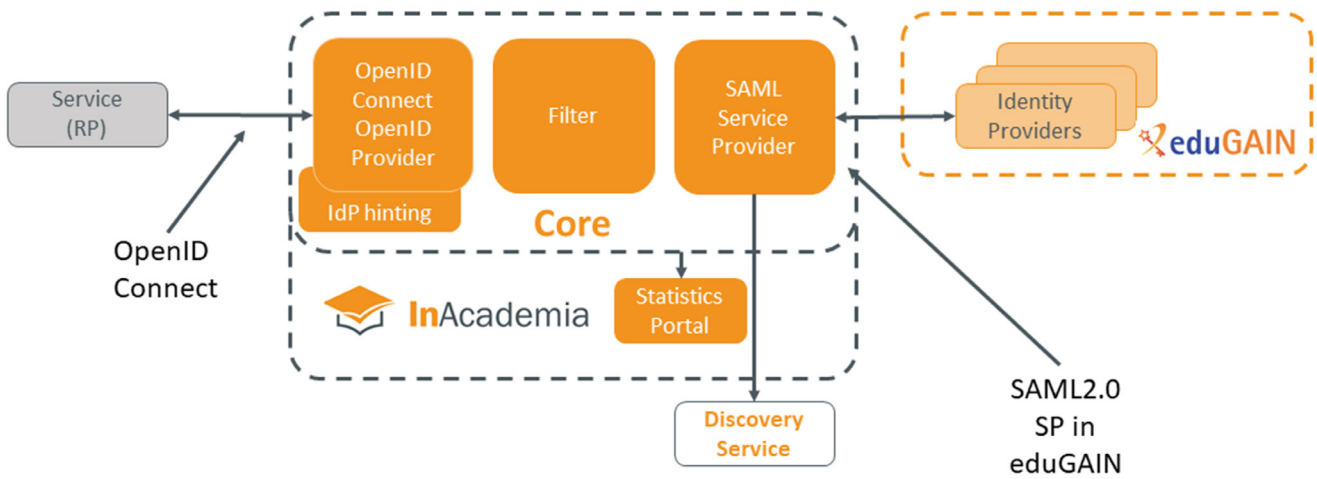 Service
(RP)
OpenID
Connect
OpenID
Connect
OpenID
Provider
IdP hinting
Filter
SAML
Service
Provider
Core
InAcademia
Statistics
Portal
Discovery
Service
Identity
Providers
eduGAIN
SAML2.0
SP in
eduGAIN